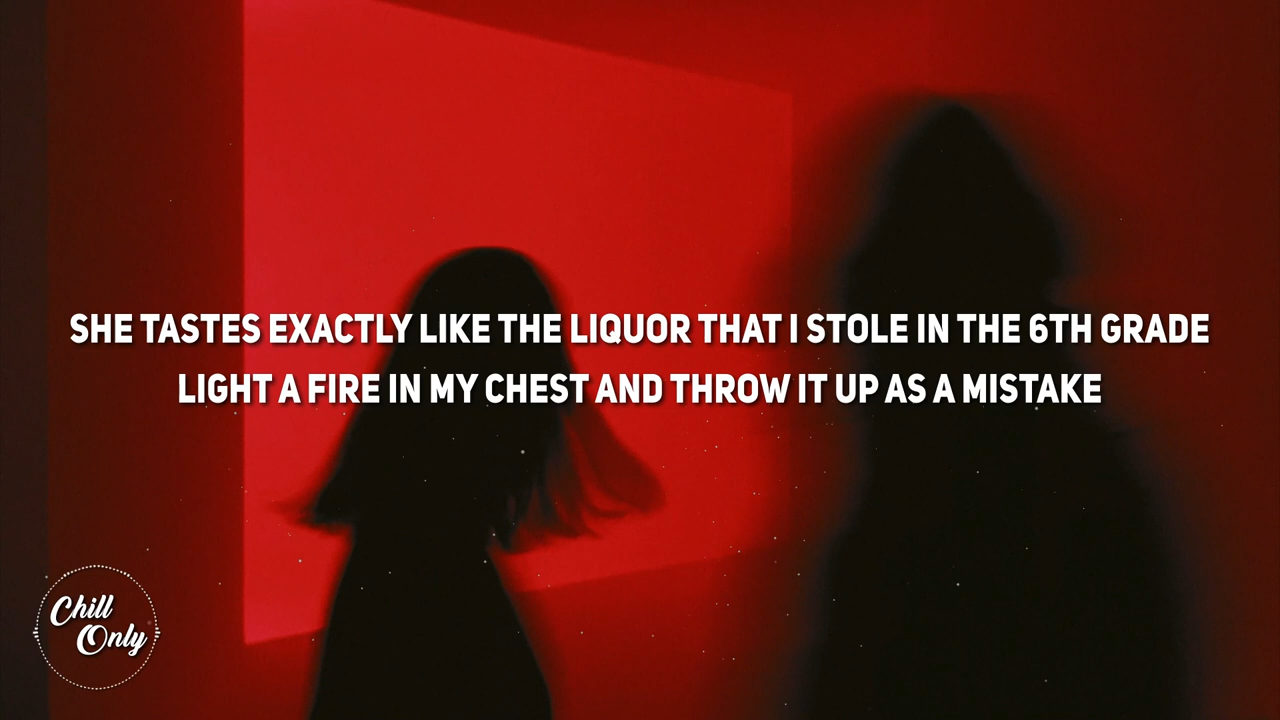 SHE TASTES EXACTLY LIKE THE LIQUOR THAT I STOLE IN THE 6TH GRADE
LIGHT A FIRE IN MY CHEST AND THROW IT UP AS A MISTAKE
Chill
Only